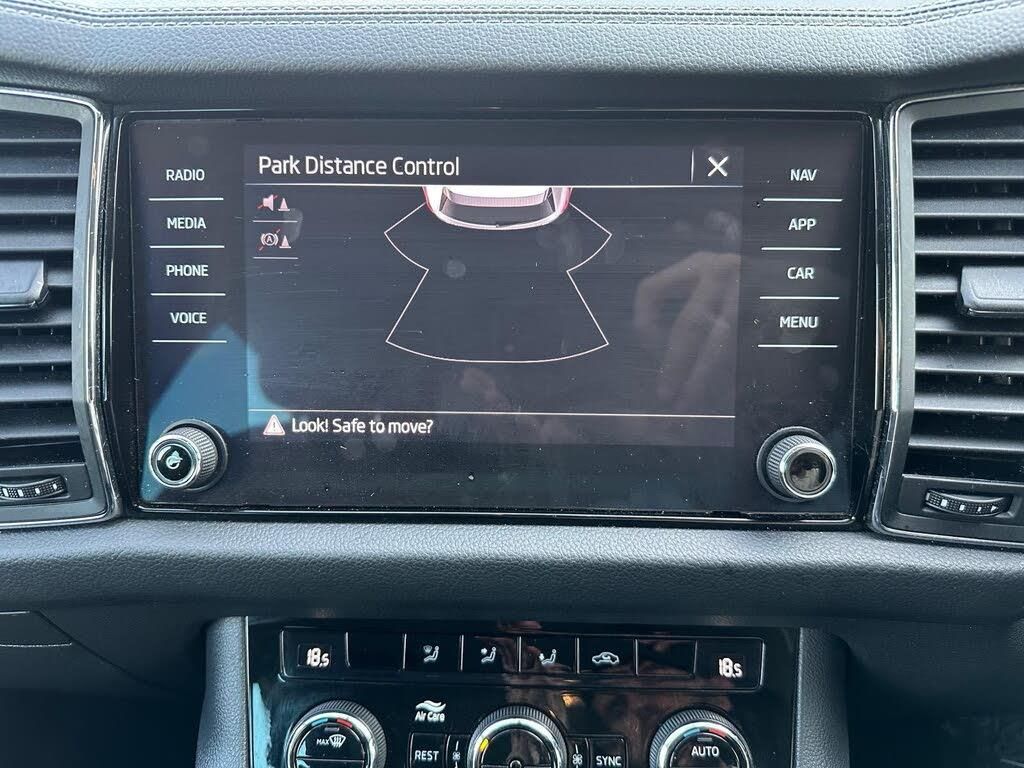 Park Distance Control
RADIO
MEDIA
PHONE
VOICE
NAV
APP
CAR
MENU
(A)
Look! Safe to move?
18.5
18.5
Air Care
MAX
REST
SYNC
AUTO